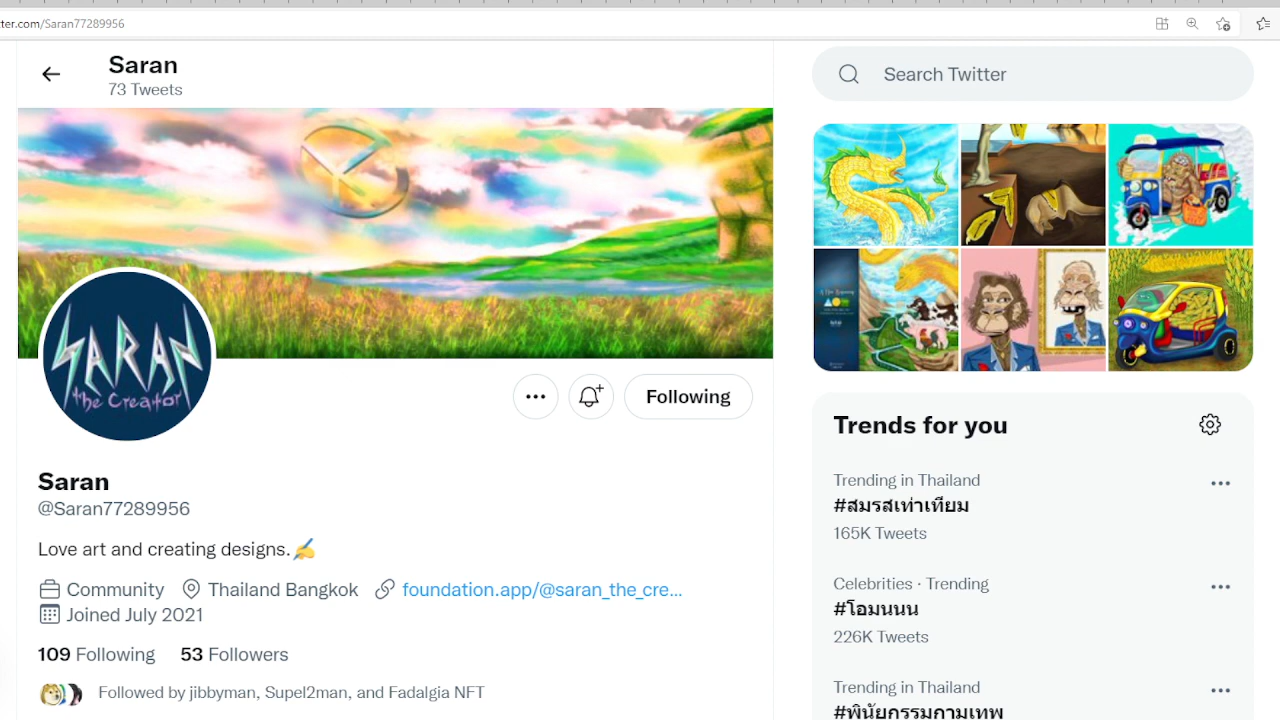 ter.com/Saran77289956
Saran
73 Tweets
SARAN
the Creator
Following
Saran
@Saran77289956
Love art and creating designs.✍
Community
Thailand Bangkok
foundation.app/@saran_the_cre...
Joined July 2021
109 Following
53 Followers
Followed by jibbyman, Supel2man, and Fadalgia NFT
Search Twitter
Trends for you
Trending in Thailand
#สมรสเท่าเทียม
165K Tweets
Celebrities · Trending
#โอมนนน
226K Tweets
Trending in Thailand
#พินัยกรรมกามเทพ